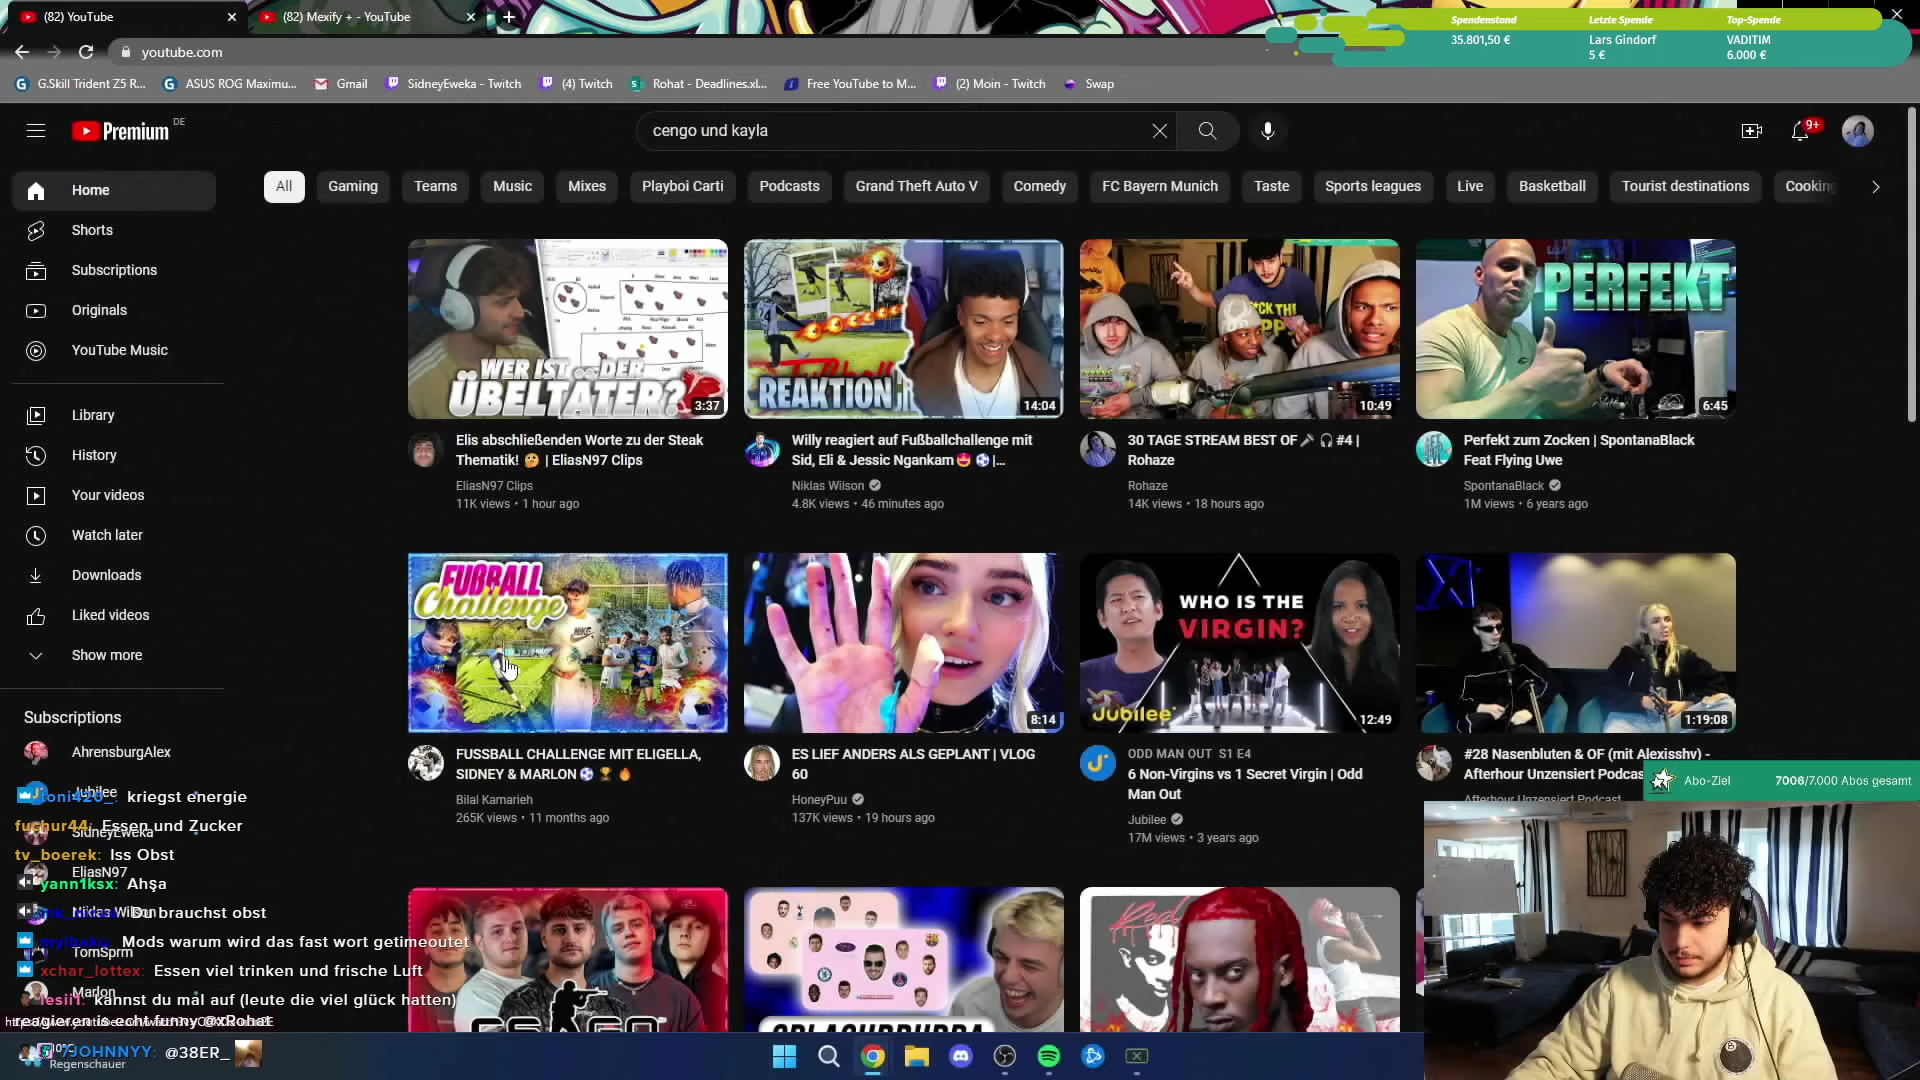 (82) YouTube
(82) Mexify + - YouTube
Spendenstand
Letzte Spende
Top-Spende
35.801,50 €
Lars Gindorf
5 €
VADITIM
6.000 €
youtube.com
G.Skill Trident Z5 R...
ASUS ROG Maximu...
Gmail
SidneyEweka - Twitch
(4) Twitch
Rohat - Deadlines.xl...
Free YouTube to M...
(2) Moin - Twitch
Swap
Premium DE
cengo und kayla
9+
Home
Shorts
Subscriptions
Originals
YouTube Music
Library
History
Your videos
Watch later
Downloads
Liked videos
Show more
Subscriptions
AhrensburgAlex
Jubilee
SidneyEweka
EliasN97
Niklas Wilson
TomSprm
Marlon
All
Gaming
Teams
Music
Mixes
Playboi Carti
Podcasts
Grand Theft Auto V
Comedy
FC Bayern Munich
Taste
Sports leagues
Live
Basketball
Tourist destinations
Cooking
WER IST DER
ÜBELTÄTER?
3:37
Elis abschließenden Worte zu der Steak
Thematik! 🤔 | EliasN97 Clips
EliasN97 Clips
11K views • 1 hour ago
REAKTION
14:04
Willy reagiert auf Fußballchallenge mit
Sid, Eli & Jessic Ngankam🤩 ⚽ |...
Niklas Wilson
4.8K views • 46 minutes ago
10:49
30 TAGE STREAM BEST OF🎤 🎧 #4 |
Rohaze
Rohaze
14K views • 18 hours ago
PERFEKT
6:45
Perfekt zum Zocken | SpontanaBlack
Feat Flying Uwe
SpontanaBlack
1M views • 6 years ago
FUßBALL
Challenge
FUSSBALL CHALLENGE MIT ELIGELLA,
SIDNEY & MARLON⚽ 🏆 🔥
Bilal Kamarieh
265K views • 11 months ago
8:14
ES LIEF ANDERS ALS GEPLANT | VLOG
60
HoneyPuu
137K views • 19 hours ago
WHO IS THE
VIRGIN?
Jubilee
12:49
ODD MAN OUT S1 E4
6 Non-Virgins vs 1 Secret Virgin | Odd
Man Out
Jubilee
17M views • 3 years ago
1:19:08
#28 Nasenbluten & OF (mit Alexisshv) -
Afterhour Unzensiert Podcas
Afterhour Unzensiert Podcast
Abo-Ziel
7006/7.000 Abos gesamt
toni420_: kriegst energie
fuchur44: Essen und Zucker
tv_boerek: Iss Obst
yann1ksx: Ahşa
Du brauchst obst
Mods warum wird das fast wort getimeoutet
xchar_lottex: Essen viel trinken und frische Luft
lesii1: kannst du mal auf (leute die viel glück hatten)
reagieren is echt funny @xRohat
7JOHNNYY: @38ER_
Regenschauer